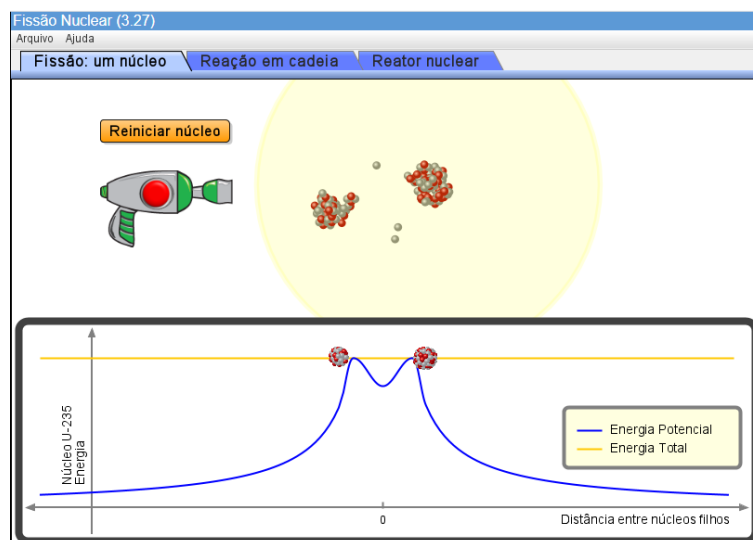 Fissão Nuclear (3.27)
Arquivo Ajuda
Fissão: um núcleo Reação em cadeia Reator nuclear
Reiniciar núcleo
Núcleo U-235
Energia
Energia Potencial
Energia Total
0
Distância entre núcleos filhos